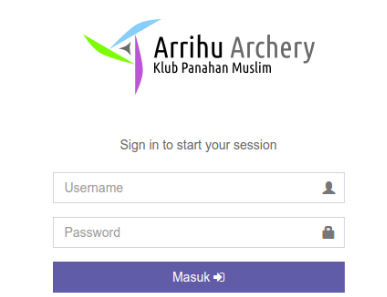 Arrihu Archery
Klub Panahan Muslim
Sign in to start your session
Username
Password
Masuk